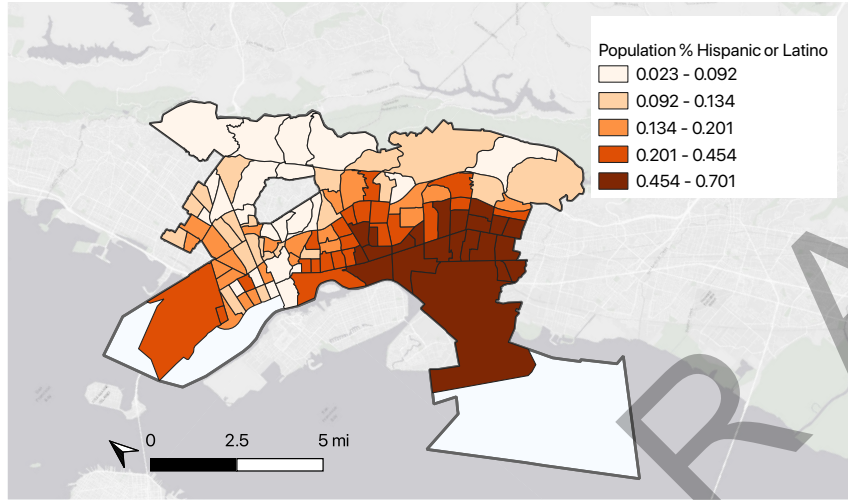 Population % Hispanic or Latino
0.023 - 0.092
0.092 - 0.134
0.134 - 0.201
0.201 - 0.454
0.454 - 0.701
0 2.5 5 mi
R A